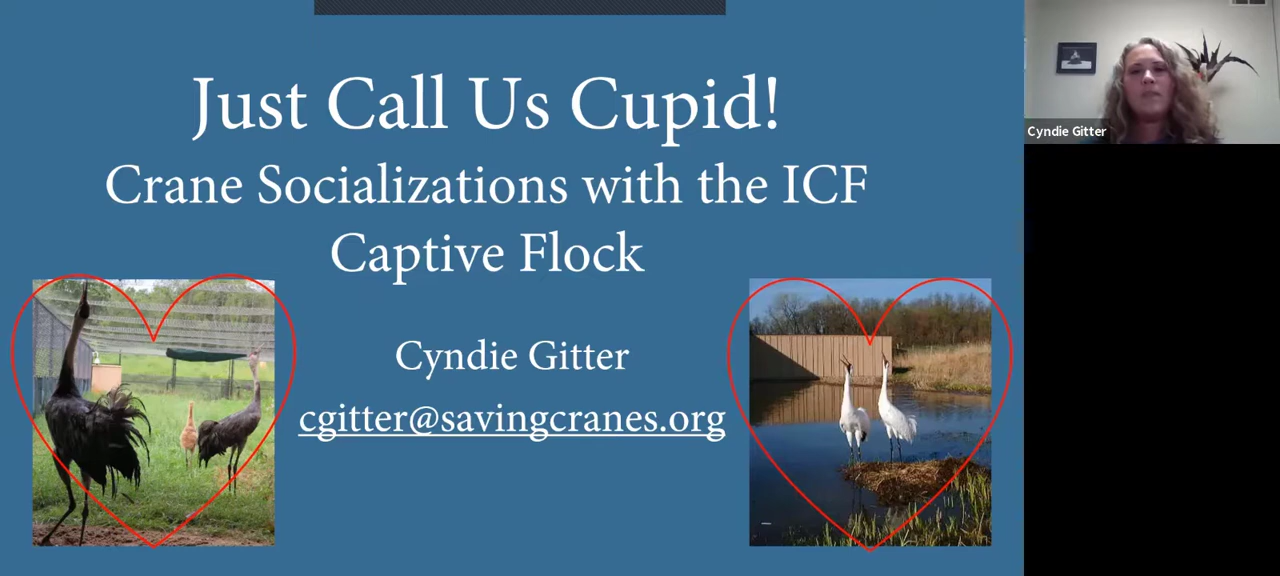 Just Call Us Cupid!
Crane Socializations with the ICF
Captive Flock
Cyndie Gitter
cgitter@savingcranes.org
Cyndie Gitter